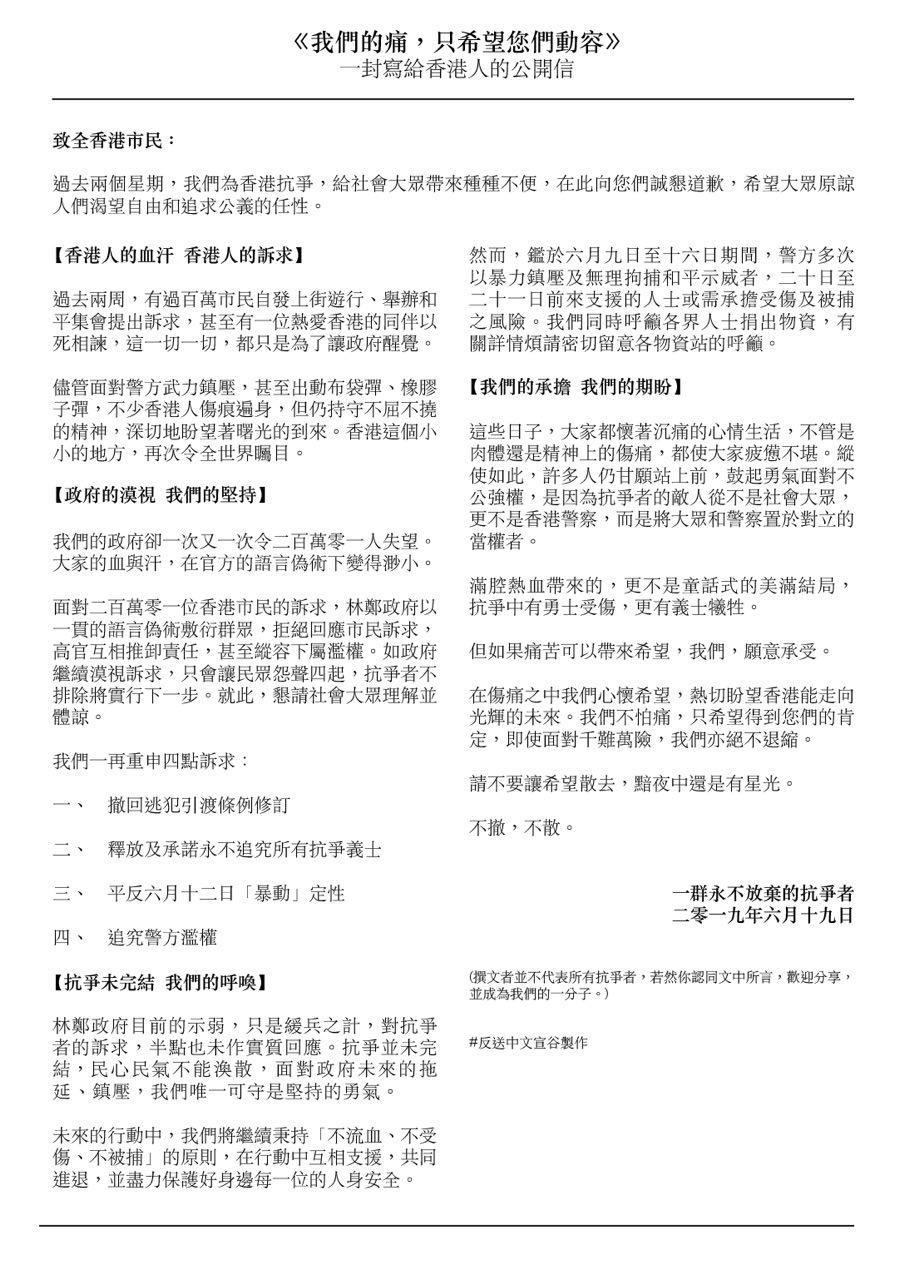 《我們的痛，只希望您們動容》
一封寫給香港人的公開信
致全香港市民：
過去兩個星期，我們為香港抗爭，給社會大眾帶來種種不便，在此向您們誠懇道歉，希望大眾原諒
人們渴望自由和追求公義的任性。
【香港人的血汗 香港人的訴求】
過去兩周，有過百萬市民自發上街遊行、舉辦和
平集會提出訴求，甚至有一位熱愛香港的同伴以
死相諫，這一切一切，都只是為了讓政府醒覺。
儘管面對警方武力鎮壓，甚至出動布袋彈、橡膠
子彈，不少香港人傷痕遍身，但仍持守不屈不撓
的精神，深切地盼望著曙光的到來。香港這個小
小的地方，再次令全世界囑目。
【政府的漠視 我們的堅持】
我們的政府卻一次又一次令二百萬零一人失望。
大家的血與汗，在官方的語言偽術下變得渺小。
面對二百萬零一位香港市民的訴求，林鄭政府以
一貫的語言偽術敷衍群眾，拒絕回應市民訴求，
高官互相推卸責任，甚至縱容下屬濫權。如政府
繼續漠視訴求，只會讓民眾怨聲四起，抗爭者不
排除將實行下一步。就此，懇請社會大眾理解並
體諒。
我們一再重申四點訴求：
一、 撤回逃犯引渡條例修訂
二、 釋放及承諾永不追究所有抗爭義士
三、 平反六月十二日「暴動」定性
四、 追究警方濫權
【抗爭未完結 我們的呼喚】
林鄭政府目前的示弱，只是緩兵之計，對抗爭
者的訴求，半點也未作實質回應。抗爭並未完
結，民心民氣不能渙散，面對政府未來的拖
延、鎮壓，我們唯一可守是堅持的勇氣。
未來的行動中，我們將繼續秉持「不流血、不受
傷、不被捕」的原則，在行動中互相支援，共同
進退，並盡力保護好身邊每一位的人身安全。
然而，鑑於六月九日至十六日期間，警方多次
以暴力鎮壓及無理拘捕和平示威者，二十日至
二十一日前來支援的人士或需承擔受傷及被捕
之風險。我們同時呼籲各界人士捐出物資，有
關詳情煩請密切留意各物資站的呼籲。
【我們的承擔 我們的期盼】
這些日子，大家都懷著沉痛的心情生活，不管是
肉體還是精神上的傷痛，都使大家疲憊不堪。縱
使如此，許多人仍甘願站上前，鼓起勇氣面對不
公強權，是因為抗爭者的敵人從不是社會大眾，
更不是香港警察，而是將大眾和警察置於對立的
當權者。
滿腔熱血帶來的，更不是童話式的美滿結局，
抗爭中有勇士受傷，更有義士犧牲。
但如果痛苦可以帶來希望，我們，願意承受。
在傷痛之中我們心懷希望，熱切盼望香港能走向
光輝的未來。我們不怕痛，只希望得到您們的肯
定，即使面對千難萬險，我們亦絕不退縮。
請不要讓希望散去，黯夜中還是有星光。
不撤，不散。
一群永不放棄的抗爭者
二零一九年六月十九日
(撰文者並不代表所有抗爭者，若然你認同文中所言，歡迎分享，
並成為我們的一分子。)
#反送中文宣谷製作